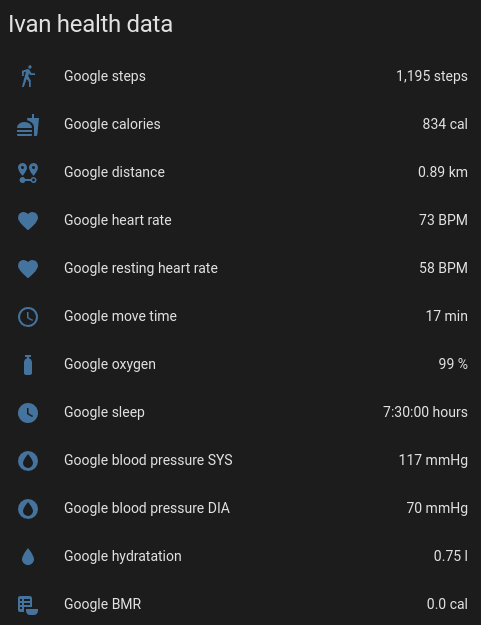 Ivan health data
Google steps 1,195 steps
Google calories 834 cal
Google distance 0.89 km
Google heart rate 73 BPM
Google resting heart rate 58 BPM
Google move time 17 min
Google oxygen 99 %
Google sleep 7:30:00 hours
Google blood pressure SYS 117 mmHg
Google blood pressure DIA 70 mmHg
Google hydratation 0.75 l
Google BMR 0.0 cal